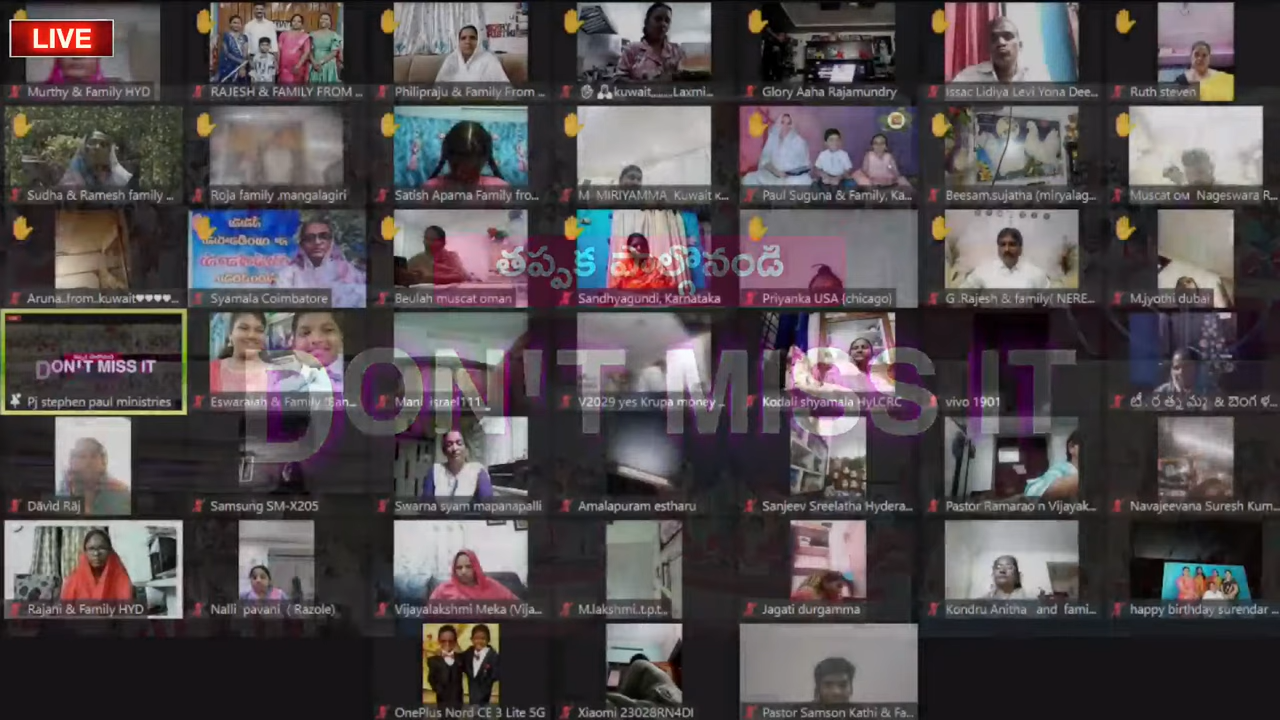 LIVE
Murthy & Family HYD
RAJESH & FAMILY FROM ...
Philipraju & Family From ...
kuwait,,,,,,,,Laxmi...
Glory Aaha Rajamundry
Issac Lidiya Levi Yona Dee...
Ruth steven
Sudha & Ramesh family ...
Roja family ,mangalagiri
Satish Aparna Family fro...
M MIRIYAMMA Kuwait κ...
Paul Suguna & Family, Ka...
Beesam.sujatha (miryalag...
Muscat ом Nageswara R...
Aruna..from..kuwait♥♥♥♥...
Syamala Coimbatore
Beulah muscat oman
తప్పక పాల్గొనండి
Sandhyagundi, Karnataka
Priyanka USA (chicago)
G .Rajesh & family( NERE...
M.jyothi dubai
DON'T MISS IT
Pj stephen paul ministries
Eswaraiah & Family
Mani israel111
V2029 yes Krupa money ...
Kodali shyamala HyLCRC
vivo 1901
DON'T MISS IT
Dāvìd Rāj
Samsung SM-X205
Swarna syam mapanapalli
Amalapuram estharu
Sanjeev Sreelatha Hydera...
Pastor Ramarao n Vijayak...
Navajeevana Suresh Kum...
Rajani & Family HYD
Nalli pavani ( Razole)
Vijayalakshmi Meka (Vija...
M.lakshmi..t.p.t...
Jagati durgamma
Kondru Anitha and fami...
happy birthday surendar ...
OnePlus Nord CE 3 Lite 5G
Xiaomi 23028RN4DI
Pastor Samson Kathi & Fa...